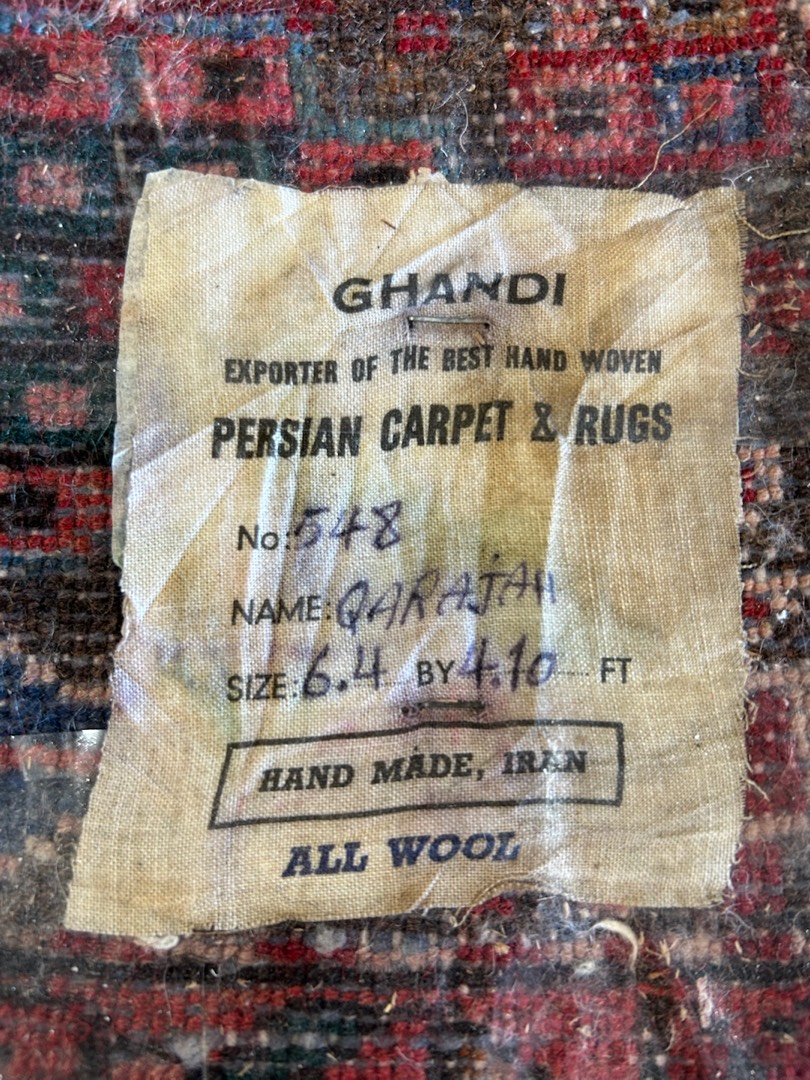 GHANDI
EXPORTER OF THE BEST HAND WOVEN
PERSIAN CARPET & RUGS
No: 548
NAME: QARAJAH
SIZE: 6.4 BY 4.10 FT
HAND MADE, IRAN
ALL WOOL